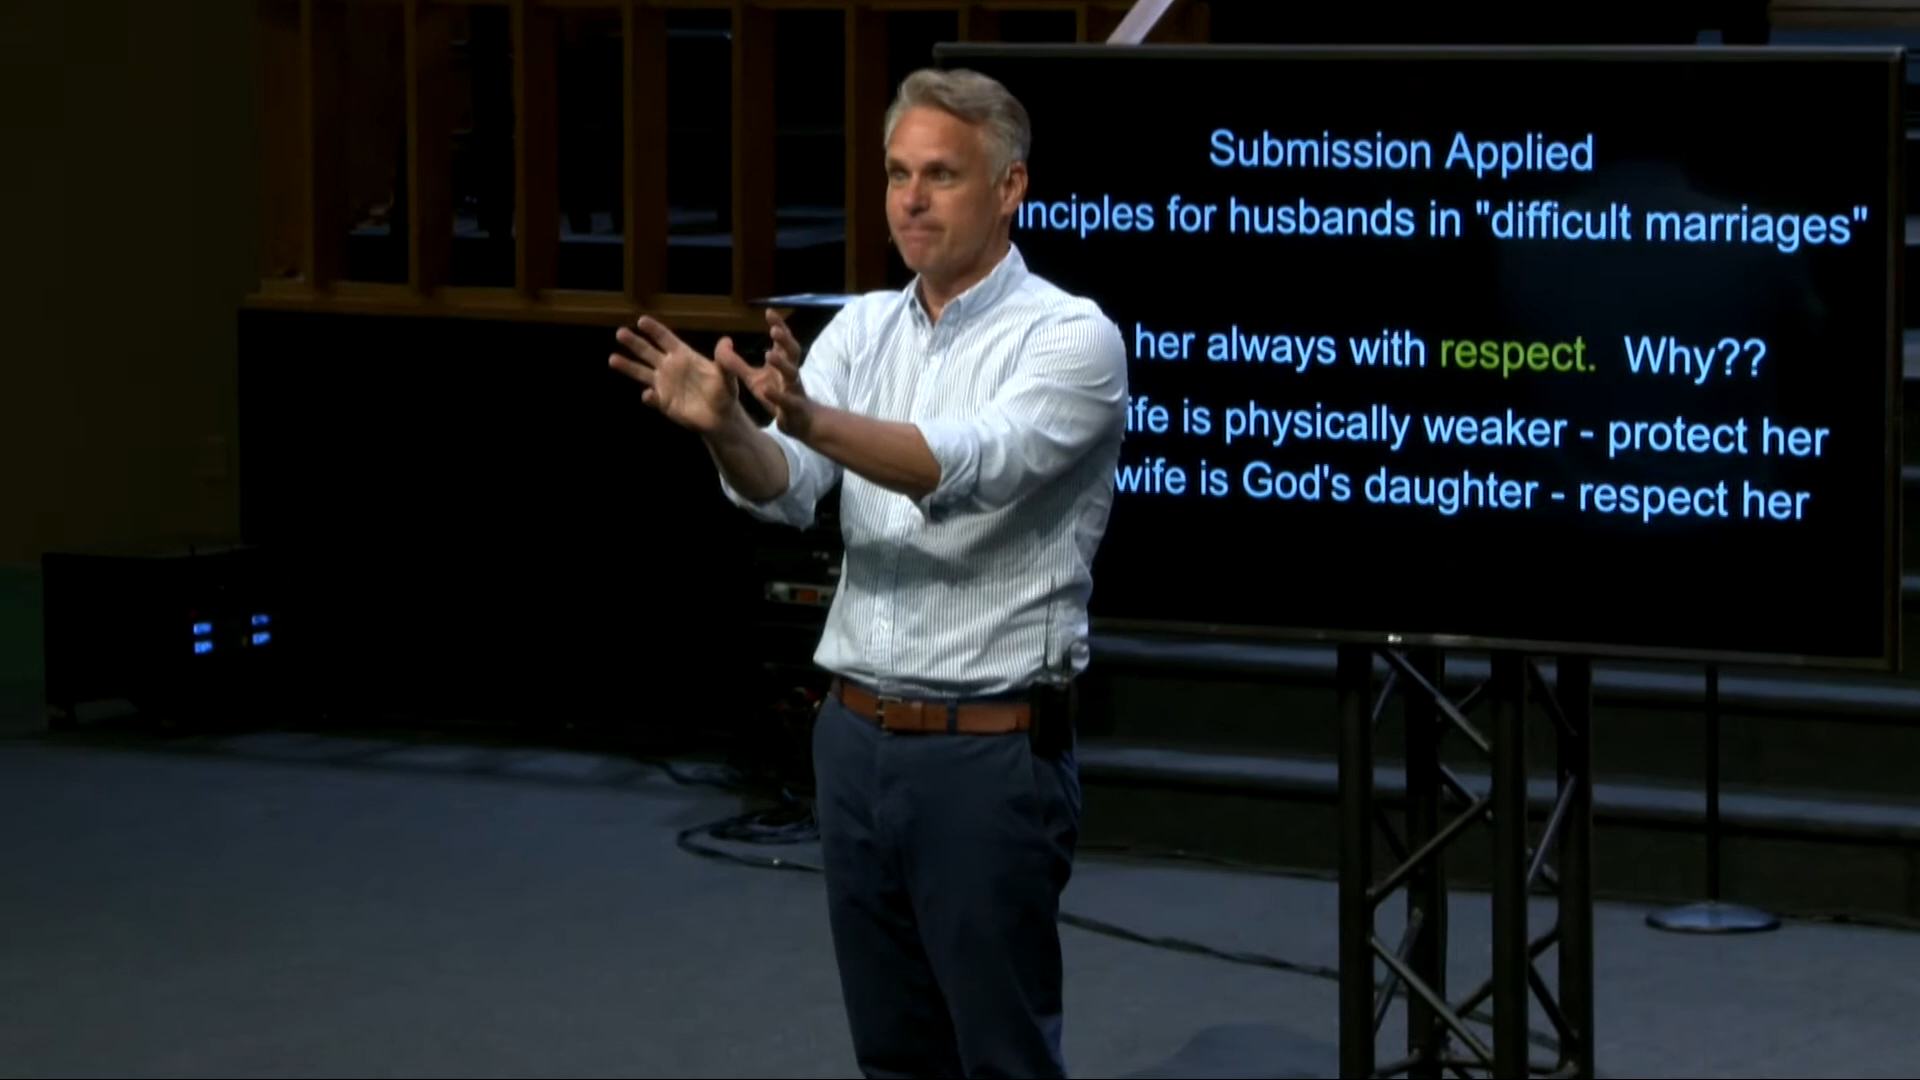 Submission Applied
inciples for husbands in "difficult marriages"
her always with respect. Why??
ife is physically weaker - protect her
wife is God's daughter - respect her